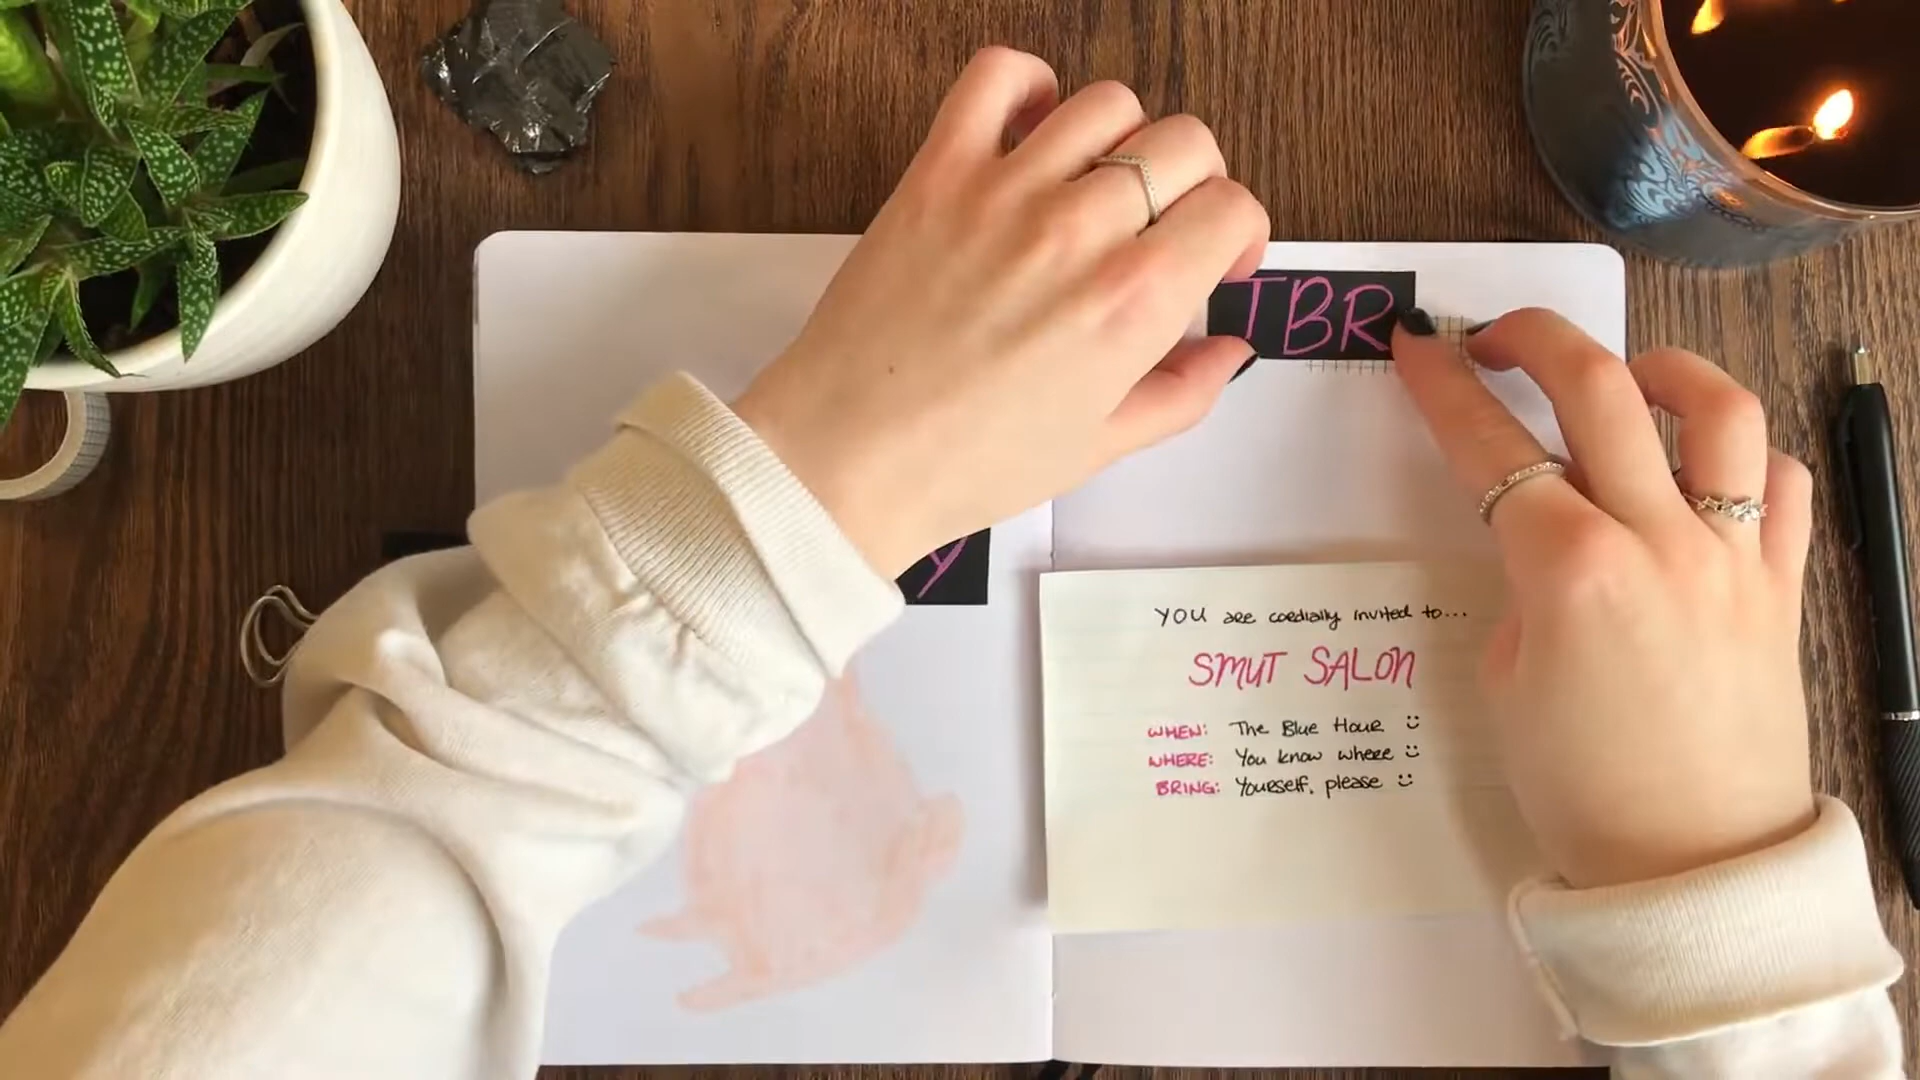 TBR
Y
YOU are cordially invited to...
SMUT SALON
WHEN: The Blue Hour :)
WHERE: You know where :)
BRING: Yourself, please :)